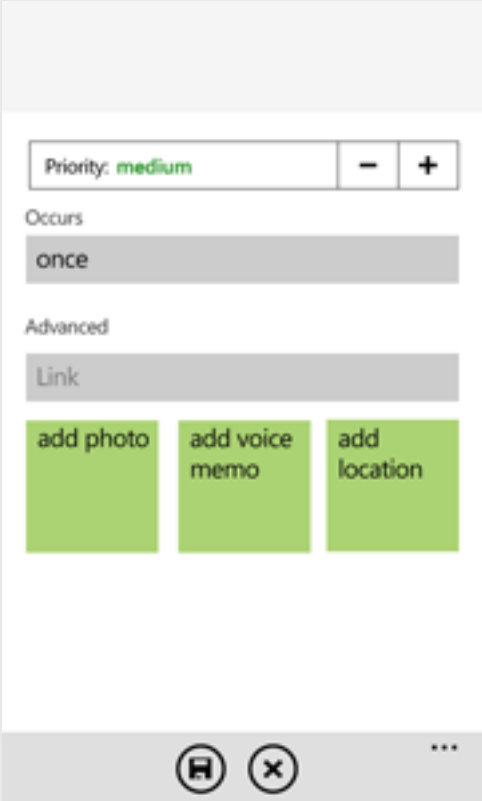 Priority: medium
Occurs
once
Advanced
Link
add photo
add voice
memo
add
location